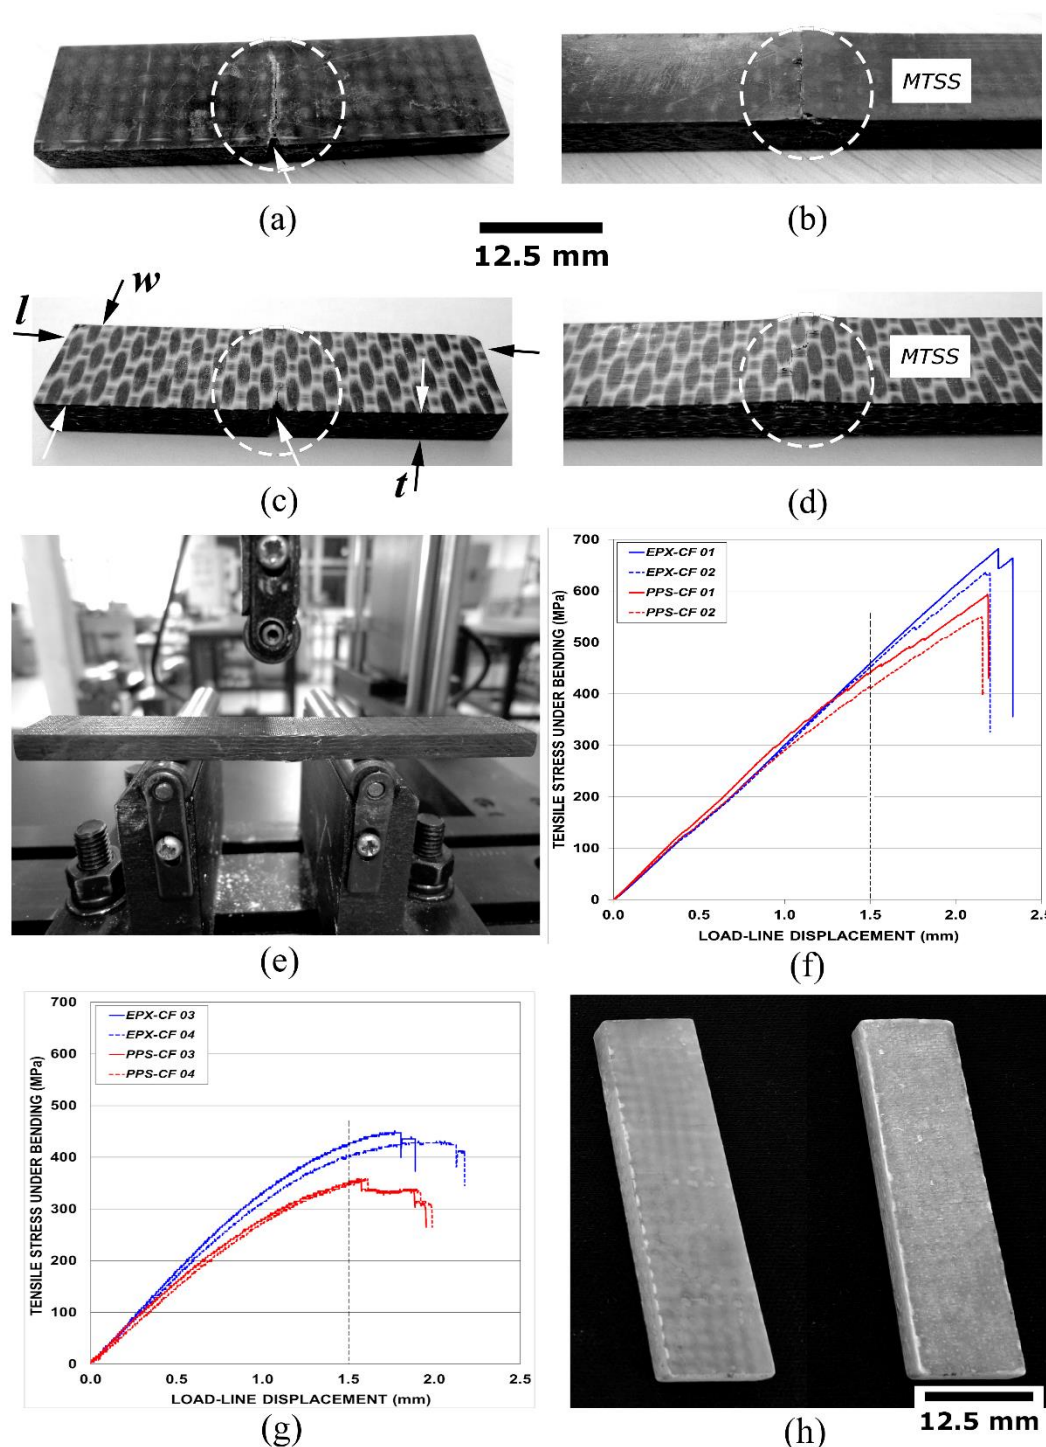 MTSS
(a)
(b)
12.5 mm
w
l
MTSS
t
(c)
(d)
700
600
500
400
300
200
100
0
TENSILE STRESS UNDER BENDING (MPa)
EPX-CF 01
EPX-CF 02
PPS-CF 01
PPS-CF 02
0.0 0.5 1.0 1.5 2.0 2.5
LOAD-LINE DISPLACEMENT (mm)
(e)
(f)
700
600
500
400
300
200
100
0
TENSILE STRESS UNDER BENDING (MPa)
EPX-CF 03
EPX-CF 04
PPS-CF 03
PPS-CF 04
0.0 0.5 1.0 1.5 2.0 2.5
LOAD-LINE DISPLACEMENT (mm)
12.5 mm
(g)
(h)